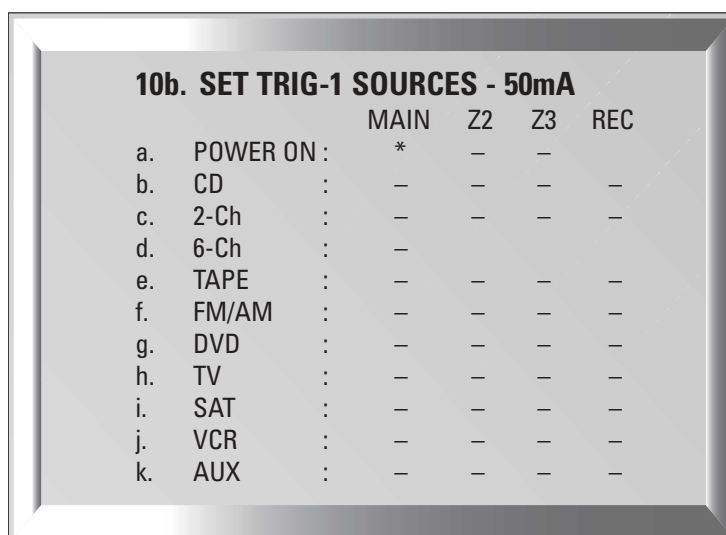 10b. SET TRIG-1 SOURCES - 50mA
MAIN Z2 Z3 REC
a. POWER ON : * – –
b. CD : – – – –
c. 2-Ch : – – – –
d. 6-Ch : –
e. TAPE : – – – –
f. FM/AM : – – – –
g. DVD : – – – –
h. TV : – – – –
i. SAT : – – – –
j. VCR : – – – –
k. AUX : – – – –